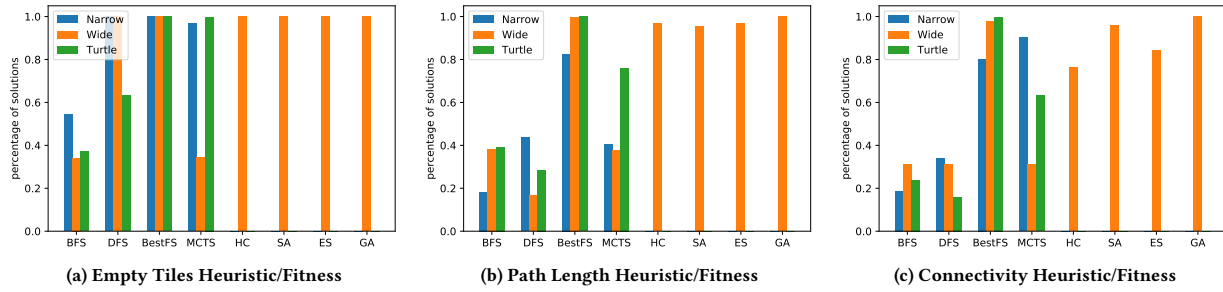 percentage of solutions
1.0
0.8
0.6
0.4
0.2
0.0
Narrow
Wide
Turtle
BFS DFS BestFS MCTS HC SA ES GA
(a) Empty Tiles Heuristic/Fitness
percentage of solutions
1.0
0.8
0.6
0.4
0.2
0.0
Narrow
Wide
Turtle
BFS DFS BestFS MCTS HC SA ES GA
(b) Path Length Heuristic/Fitness
percentage of solutions
1.0
0.8
0.6
0.4
0.2
0.0
Narrow
Wide
Turtle
BFS DFS BestFS MCTS HC SA ES GA
(c) Connectivity Heuristic/Fitness